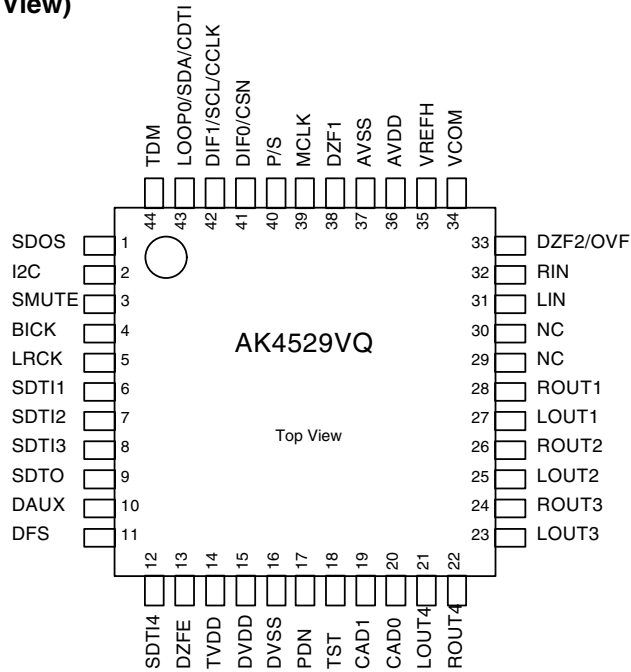 View)
TDM
LOOP0/SDA/CDTI
DIF1/SCL/CCLK
DIF0/CSN
P/S
MCLK
DZF1
AVSS
AVDD
VREFH
VCOM
44
43
42
41
40
39
38
37
36
35
34
SDOS 1
I2C 2
SMUTE 3
BICK 4
LRCK 5
SDTI1 6
SDTI2 7
SDTI3 8
SDTO 9
DAUX 10
DFS 11
AK4529VQ
Top View
33 DZF2/OVF
32 RIN
31 LIN
30 NC
29 NC
28 ROUT1
27 LOUT1
26 ROUT2
25 LOUT2
24 ROUT3
23 LOUT3
12
13
14
15
16
17
18
19
20
21
22
SDTI4
DZFE
TVDD
DVDD
DVSS
PDN
TST
CAD1
CAD0
LOUT4
ROUT4